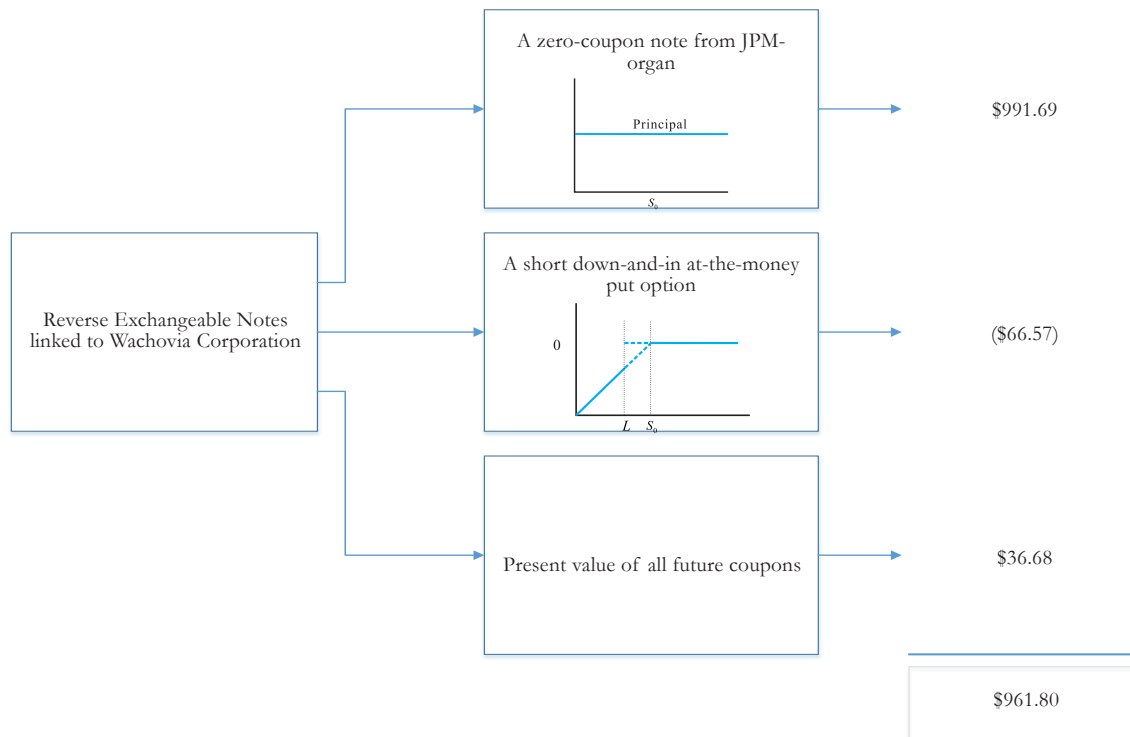 Reverse Exchangeable Notes
linked to Wachovia Corporation
A zero-coupon note from JPM-
organ
Principal
S₀
$991.69
A short down-and-in at-the-money
put option
0
L S₀
($66.57)
Present value of all future coupons
$36.68
$961.80